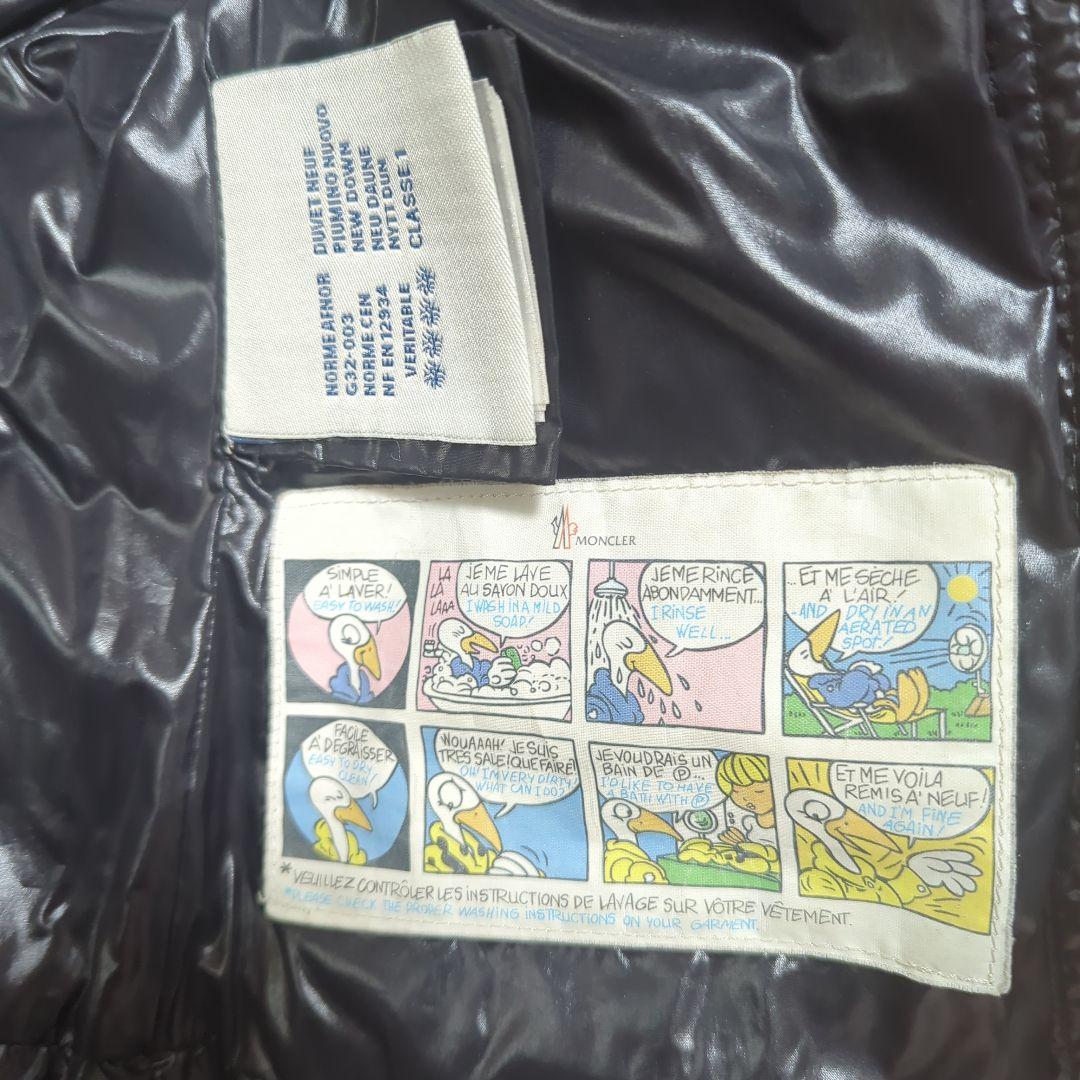 NORME AFNOR
G32-003
NORME CEN
NF EN 12934
VERITABLE
DUVET NEUF
PIUMINO NUOVO
NEW DOWN
NEU DAUNE
NYTT DUN
CLASSE 1
MONCLER
SIMPLE
A' LAVER!
EASY TO WASH!
LA
LA
LAAA
JE ME LAVE
AU SAVON DOUX
I WASH IN A MILD
SOAP!
JE ME RINCE
ABONDAMMENT...
I RINSE
WELL...
...ET ME SÈCHE
A' L'AIR!
..AND DRY IN AN
AERATED
SPOT!
FACILE
A' DEGRAISSER
EASY TO DRY
CLEAN!
WOUAAAH! JE SUIS
TRES SALE! QUE FAIRE!
OH! I'M VERY DIRTY!
WHAT CAN I DO?
JE VOUDRAIS UN
BAIN DE Ⓟ...
I'D LIKE TO HAVE
A BATH WITH Ⓟ
ET ME VOILA
REMIS A' NEUF!
AND I'M FINE
AGAIN!
* VEUILLEZ CONTRÔLER LES INSTRUCTIONS DE LAVAGE SUR VÔTRE VÊTEMENT.
*PLEASE CHECK THE PROPER WASHING INSTRUCTIONS ON YOUR GARMENT.